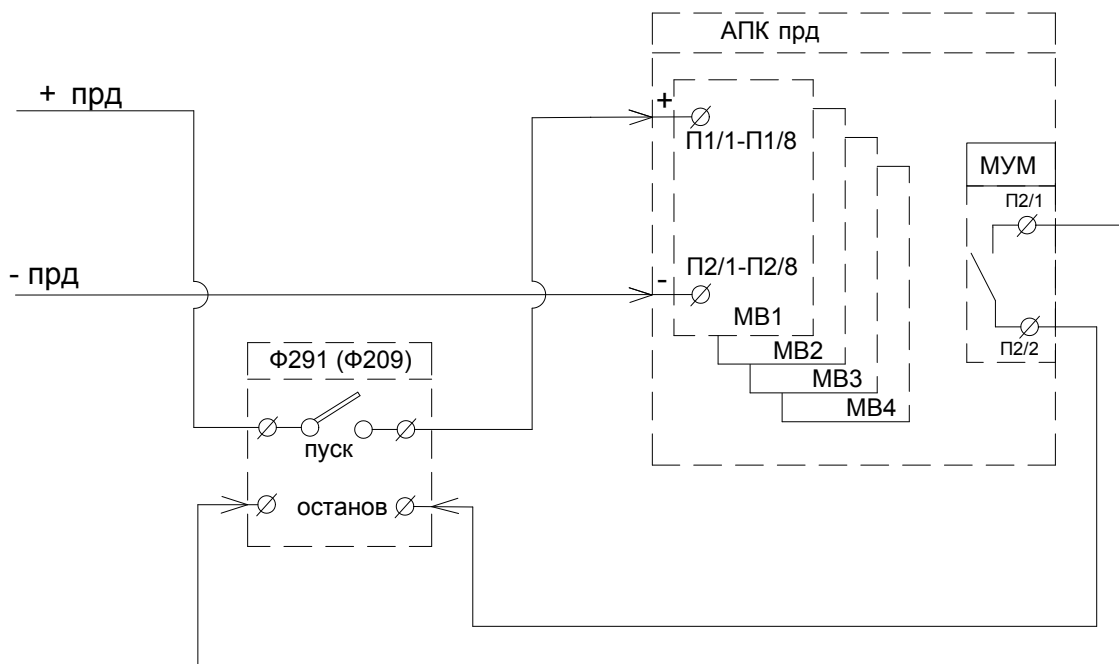 АПК прд
+ прд
+
П1/1-П1/8
МУМ
П2/1
- прд
П2/1-П2/8
-
МВ1
П2/2
МВ2
Ф291 (Ф209)
МВ3
МВ4
пуск
останов